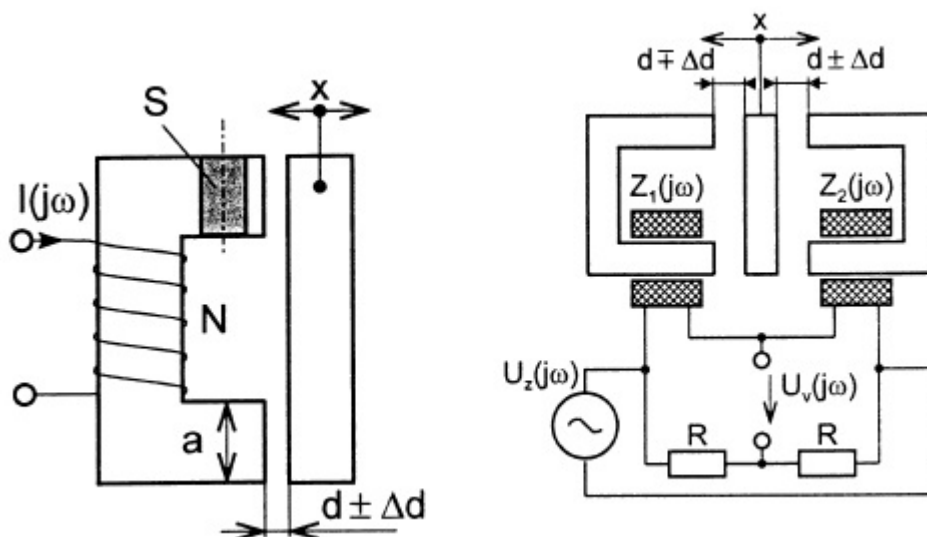 S
x
I(jω)
N
a
d ± Δd
x
d ∓ Δd
d ± Δd
Z₁(jω)
Z₂(jω)
U_z(jω)
U_v(jω)
R
R